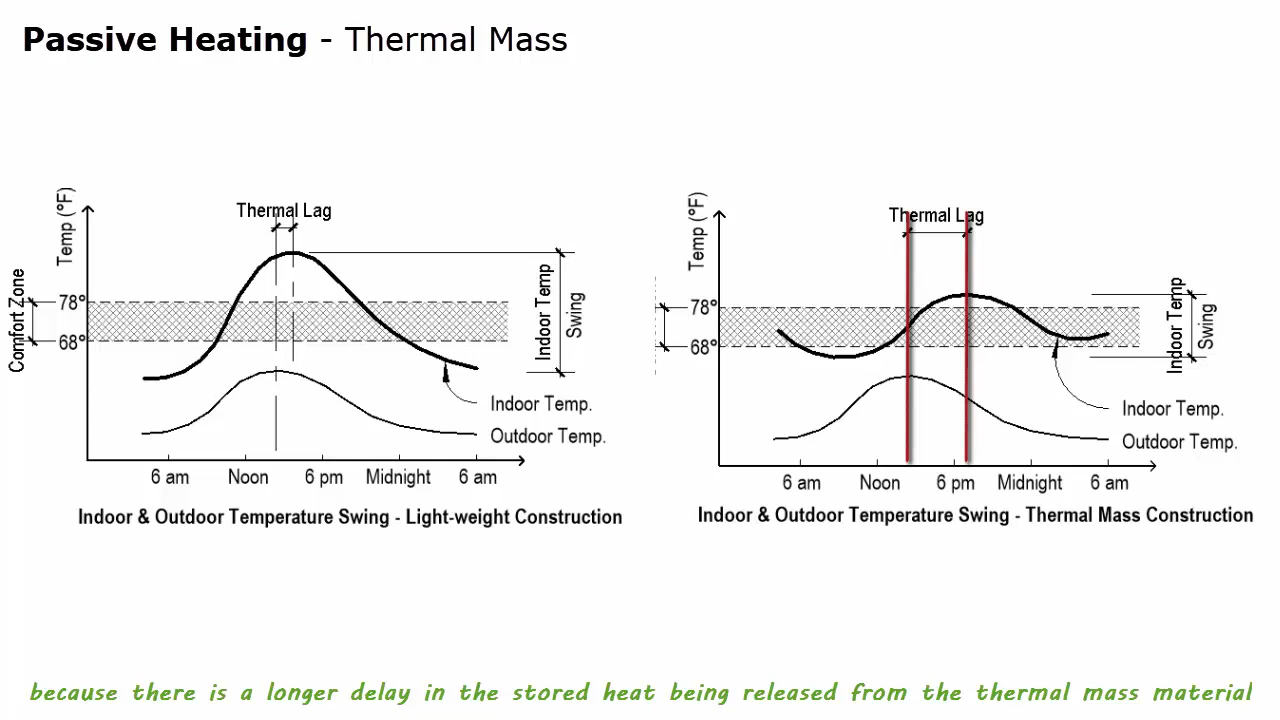 Passive Heating - Thermal Mass
Thermal Lag
Temp (°F)
Comfort Zone
78°
68°
Indoor Temp
Swing
Indoor Temp.
Outdoor Temp.
6 am
Noon
6 pm
Midnight
6 am
Indoor & Outdoor Temperature Swing - Light-weight Construction
Thermal Lag
Temp (°F)
78°
68°
Indoor Temp
Swing
Indoor Temp.
Outdoor Temp.
6 am
Noon
6 pm
Midnight
6 am
Indoor & Outdoor Temperature Swing - Thermal Mass Construction
because there is a longer delay in the stored heat being released from the thermal mass material